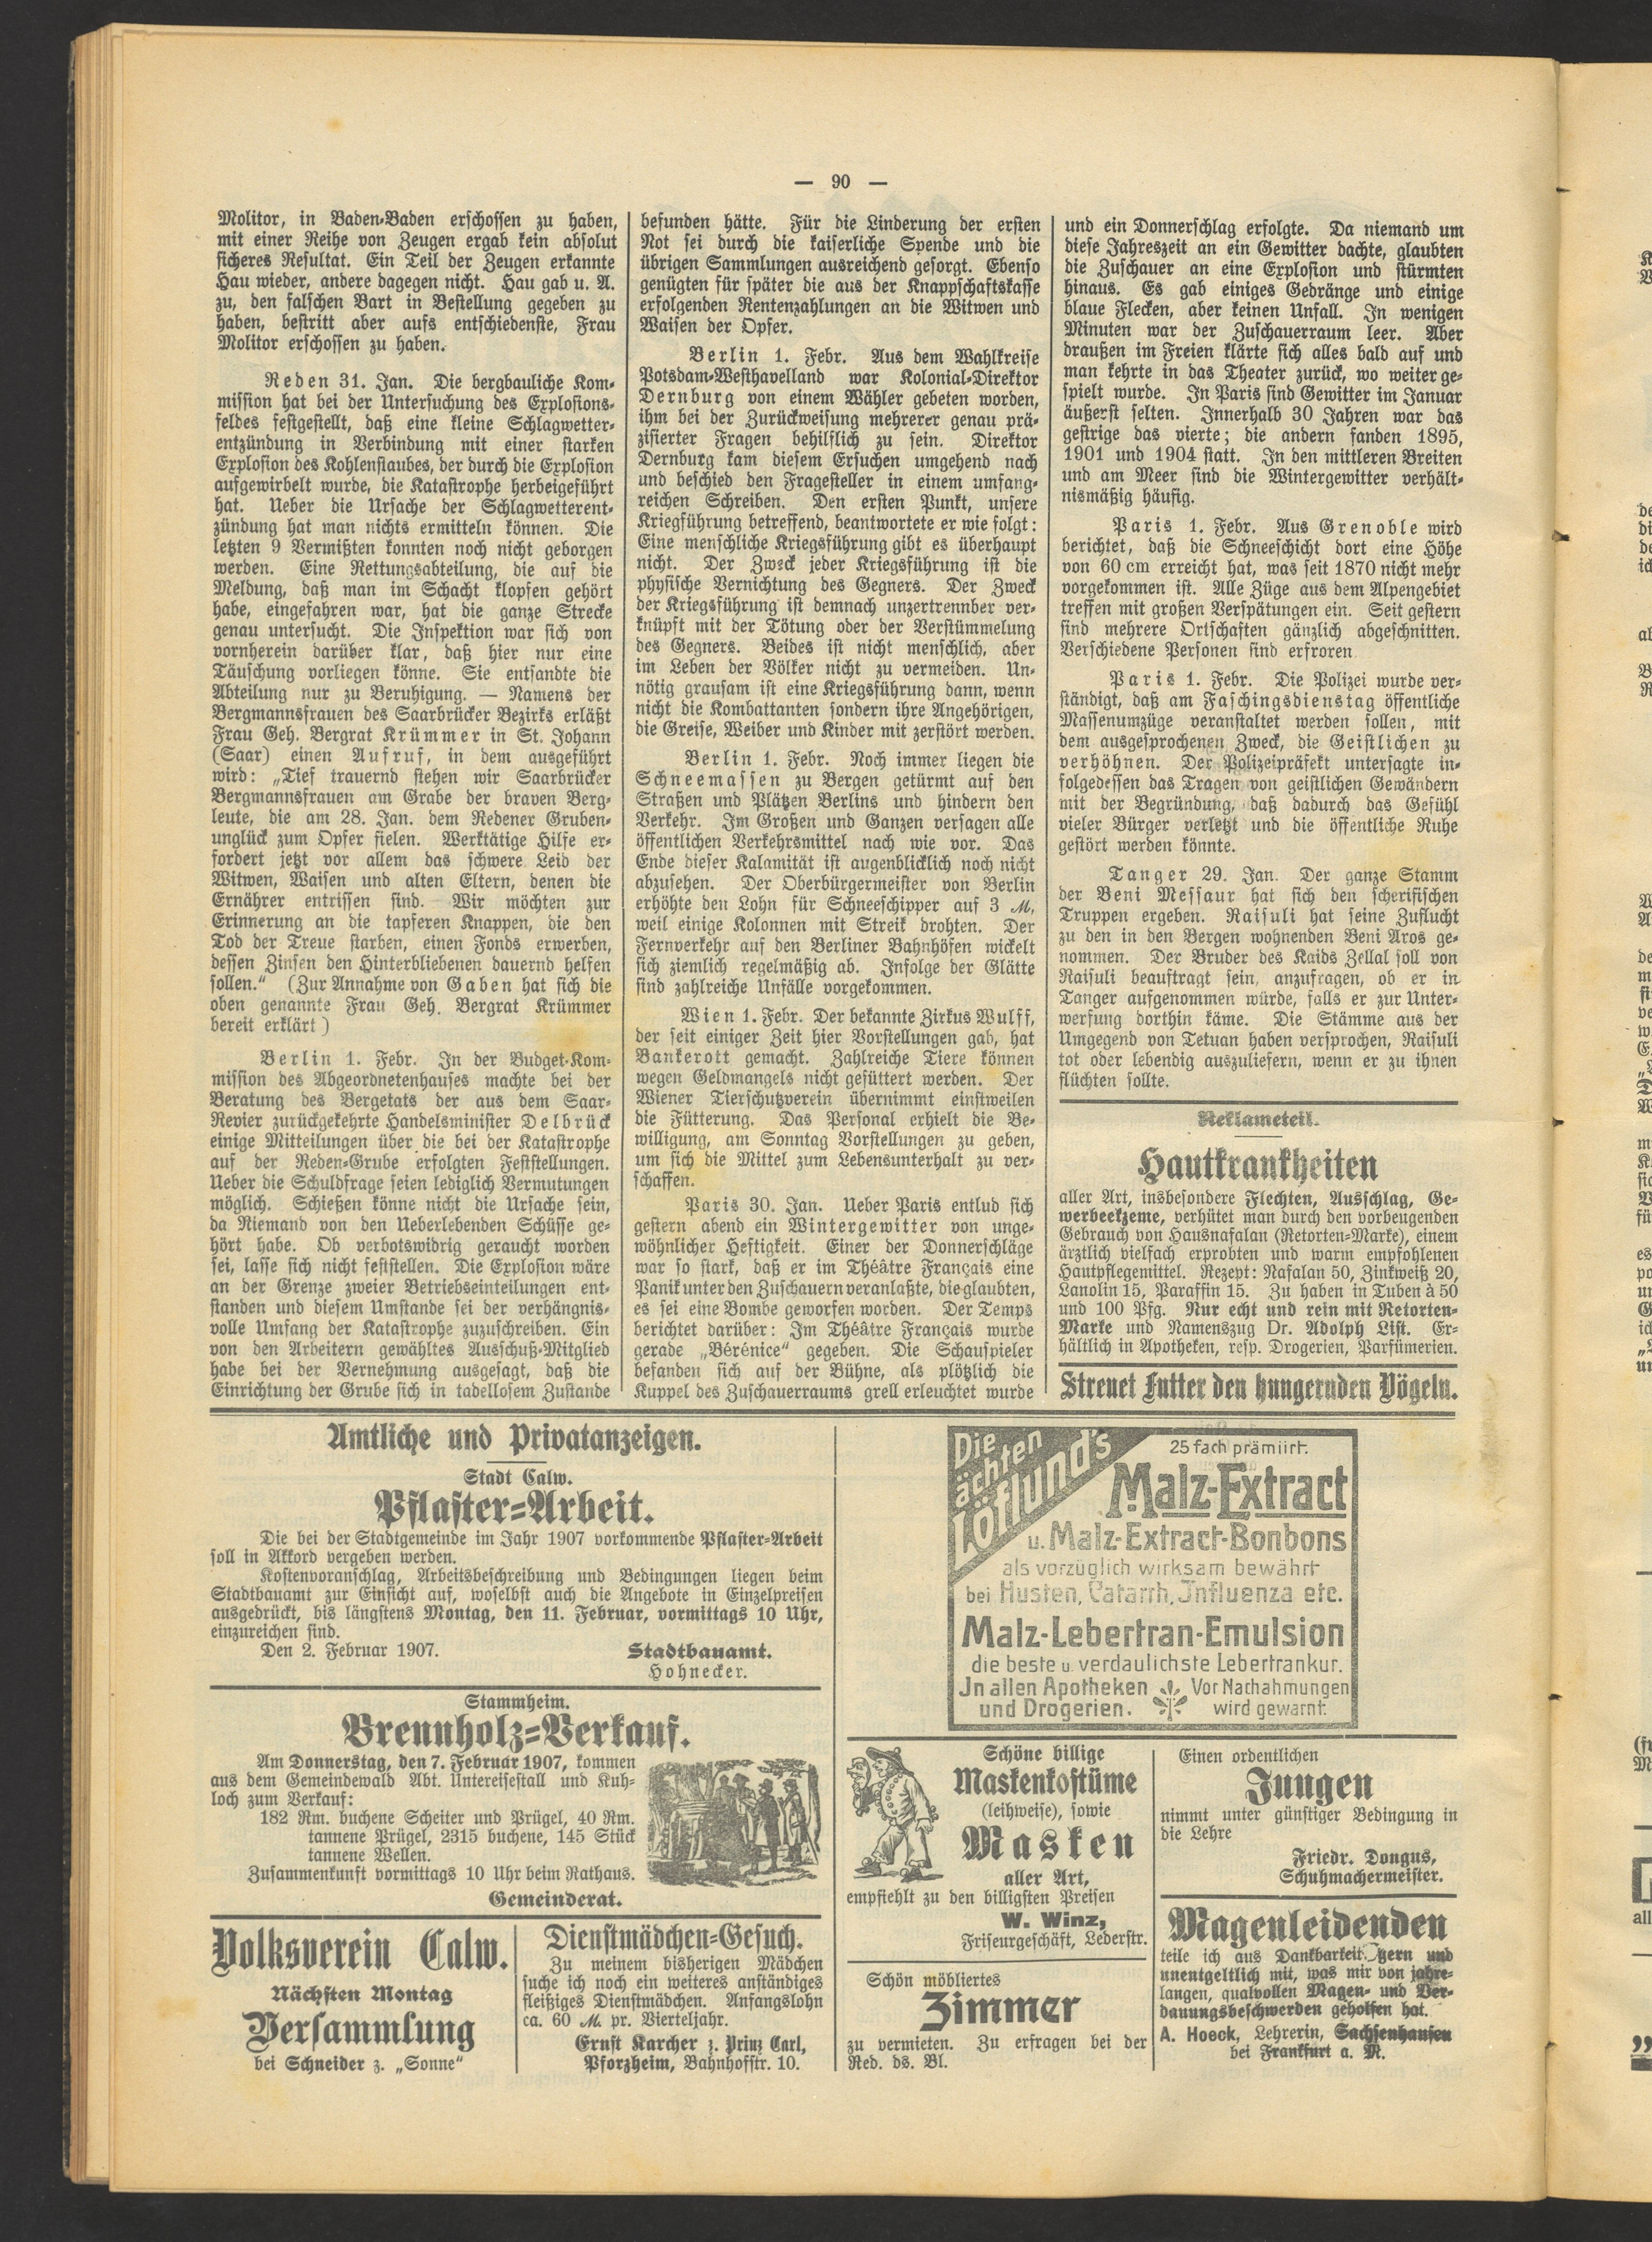 — 90 —
Molitor, in Baden-Baden erschossen zu haben,
mit einer Reihe von Zeugen ergab kein absolut
sicheres Resultat. Ein Teil der Zeugen erkannte
Hau wieder, andere dagegen nicht. Hau gab u. A.
zu, den falschen Bart in Bestellung gegeben zu
haben, bestritt aber aufs entschiedenste, Frau
Molitor erschossen zu haben.
Reden 31. Jan. Die bergbauliche Kom-
mission hat bei der Untersuchung des Explosions-
feldes festgestellt, daß eine kleine Schlagwetter-
entzündung in Verbindung mit einer starken
Explosion des Kohlenstaubes, der durch die Explosion
aufgewirbelt wurde, die Katastrophe herbeigeführt
hat. Ueber die Ursache der Schlagwetterent-
zündung hat man nichts ermitteln können. Die
letzten 9 Vermißten konnten noch nicht geborgen
werden. Eine Rettungsabteilung, die auf die
Meldung, daß man im Schacht klopfen gehört
habe, eingefahren war, hat die ganze Strecke
genau untersucht. Die Inspektion war sich von
vornherein darüber klar, daß hier nur eine
Täuschung vorliegen könne. Sie entsandte die
Abteilung nur zu Beruhigung. — Namens der
Bergmannsfrauen des Saarbrücker Bezirks erläßt
Frau Geh. Bergrat Krümmer in St. Johann
(Saar) einen Aufruf, in dem ausgeführt
wird: „Tief trauernd stehen wir Saarbrücker
Bergmannsfrauen am Grabe der braven Berg-
leute, die am 28. Jan. dem Redener Gruben-
unglück zum Opfer fielen. Werktätige Hilfe er-
fordert jetzt vor allem das schwere Leid der
Witwen, Waisen und alten Eltern, denen die
Ernährer entrissen sind. Wir möchten zur
Erinnerung an die tapferen Knappen, die den
Tod der Treue starben, einen Fonds erwerben,
dessen Zinsen den Hinterbliebenen dauernd helfen
sollen.“ (Zur Annahme von Gaben hat sich die
oben genannte Frau Geh. Bergrat Krümmer
bereit erklärt)
Berlin 1. Febr. In der Budget-Kom-
mission des Abgeordnetenhauses machte bei der
Beratung des Bergetats der aus dem Saar-
Revier zurückgekehrte Handelsminister Delbrück
einige Mitteilungen über die bei der Katastrophe
auf der Reden-Grube erfolgten Feststellungen.
Ueber die Schuldfrage seien lediglich Vermutungen
möglich. Schießen könne nicht die Ursache sein,
da Niemand von den Ueberlebenden Schüsse ge-
hört habe. Ob verbotswidrig geraucht worden
sei, lasse sich nicht feststellen. Die Explosion wäre
an der Grenze zweier Betriebseinteilungen ent-
standen und diesem Umstande sei der verhängnis-
volle Umfang der Katastrophe zuzuschreiben. Ein
von den Arbeitern gewähltes Ausschuß-Mitglied
habe bei der Vernehmung ausgesagt, daß die
Einrichtung der Grube sich in tadellosem Zustande
befunden hätte. Für die Linderung der ersten
Not sei durch die kaiserliche Spende und die
übrigen Sammlungen ausreichend gesorgt. Ebenso
genügten für später die aus der Knappschaftskasse
erfolgenden Rentenzahlungen an die Witwen und
Waisen der Opfer.
Berlin 1. Febr. Aus dem Wahlkreise
Potsdam-Westhavelland war Kolonial-Direktor
Dernburg von einem Wähler gebeten worden,
ihm bei der Zurückweisung mehrerer genau prä-
zisierter Fragen behilflich zu sein. Direktor
Dernburg kam diesem Ersuchen umgehend nach
und beschied den Fragesteller in einem umfang-
reichen Schreiben. Den ersten Punkt, unsere
Kriegführung betreffend, beantwortete er wie folgt:
Eine menschliche Kriegsführung gibt es überhaupt
nicht. Der Zweck jeder Kriegsführung ist die
physische Vernichtung des Gegners. Der Zweck
der Kriegsführung ist demnach unzertrennber ver-
knüpft mit der Tötung oder der Verstümmelung
des Gegners. Beides ist nicht menschlich, aber
im Leben der Völker nicht zu vermeiden. Un-
nötig grausam ist eine Kriegsführung dann, wenn
nicht die Kombattanten sondern ihre Angehörigen,
die Greise, Weiber und Kinder mit zerstört werden.
Berlin 1. Febr. Noch immer liegen die
Schneemassen zu Bergen getürmt auf den
Straßen und Plätzen Berlins und hindern den
Verkehr. Im Großen und Ganzen versagen alle
öffentlichen Verkehrsmittel nach wie vor. Das
Ende dieser Kalamität ist augenblicklich noch nicht
abzusehen. Der Oberbürgermeister von Berlin
erhöhte den Lohn für Schneeschipper auf 3 M,
weil einige Kolonnen mit Streik drohten. Der
Fernverkehr auf den Berliner Bahnhöfen wickelt
sich ziemlich regelmäßig ab. Infolge der Glätte
sind zahlreiche Unfälle vorgekommen.
Wien 1. Febr. Der bekannte Zirkus Wulff,
der seit einiger Zeit hier Vorstellungen gab, hat
Bankerott gemacht. Zahlreiche Tiere können
wegen Geldmangels nicht gefüttert werden. Der
Wiener Tierschutzverein übernimmt einstweilen
die Fütterung. Das Personal erhielt die Be-
willigung, am Sonntag Vorstellungen zu geben,
um sich die Mittel zum Lebensunterhalt zu ver-
schaffen.
Paris 30. Jan. Ueber Paris entlud sich
gestern abend ein Wintergewitter von unge-
wöhnlicher Heftigkeit. Einer der Donnerschläge
war so stark, daß er im Théâtre Français eine
Panik unter den Zuschauern veranlaßte, die glaubten,
es sei eine Bombe geworfen worden. Der Temps
berichtet darüber: Im Théâtre Français wurde
gerade „Bérénice“ gegeben. Die Schauspieler
befanden sich auf der Bühne, als plötzlich die
Kuppel des Zuschauerraums grell erleuchtet wurde
und ein Donnerschlag erfolgte. Da niemand um
diese Jahreszeit an ein Gewitter dachte, glaubten
die Zuschauer an eine Explosion und stürmten
hinaus. Es gab einiges Gedränge und einige
blaue Flecken, aber keinen Unfall. In wenigen
Minuten war der Zuschauerraum leer. Aber
draußen im Freien klärte sich alles bald auf und
man kehrte in das Theater zurück, wo weiter ge-
spielt wurde. In Paris sind Gewitter im Januar
äußerst selten. Innerhalb 30 Jahren war das
gestrige das vierte; die andern fanden 1895,
1901 und 1904 statt. In den mittleren Breiten
und am Meer sind die Wintergewitter verhält-
nismäßig häufig.
Paris 1. Febr. Aus Grenoble wird
berichtet, daß die Schneeschicht dort eine Höhe
von 60 cm erreicht hat, was seit 1870 nicht mehr
vorgekommen ist. Alle Züge aus dem Alpengebiet
treffen mit großen Verspätungen ein. Seit gestern
sind mehrere Ortschaften gänzlich abgeschnitten.
Verschiedene Personen sind erfroren
Paris 1. Febr. Die Polizei wurde ver-
ständigt, daß am Faschingsdienstag öffentliche
Massenumzüge veranstaltet werden sollen, mit
dem ausgesprochenen Zweck, die Geistlichen zu
verhöhnen. Der Polizeipräfekt untersagte in-
folgedessen das Tragen von geistlichen Gewändern
mit der Begründung, daß dadurch das Gefühl
vieler Bürger verletzt und die öffentliche Ruhe
gestört werden könnte.
Tanger 29. Jan. Der ganze Stamm
der Beni Messaur hat sich den scherifischen
Truppen ergeben. Raisuli hat seine Zuflucht
zu den in den Bergen wohnenden Beni Aros ge-
nommen. Der Bruder des Kaids Zellal soll von
Raisuli beauftragt sein, anzufragen, ob er in
Tanger aufgenommen würde, falls er zur Unter-
werfung dorthin käme. Die Stämme aus der
Umgegend von Tetuan haben versprochen, Raisuli
tot oder lebendig auszuliefern, wenn er zu ihnen
flüchten sollte.
Reklameteil.
Hautkrankheiten
aller Art, insbesondere Flechten, Ausschlag, Ge-
werbeekzeme, verhütet man durch den vorbeugenden
Gebrauch von Hausnafalan (Retorten-Marke), einem
ärztlich vielfach erprobten und warm empfohlenen
Hautpflegemittel. Rezept: Nafalan 50, Zinkweiß 20,
Lanolin 15, Paraffin 15. Zu haben in Tuben à 50
und 100 Pfg. Nur echt und rein mit Retorten-
Marke und Namenszug Dr. Adolph List. Er-
hältlich in Apotheken, resp. Drogerien, Parfümerien.
Streuet Futter den hungernden Vögeln.
Amtliche und Privatanzeigen.
Stadt Calw.
Pflaster-Arbeit.
Die bei der Stadtgemeinde im Jahr 1907 vorkommende Pflaster-Arbeit
soll in Akkord vergeben werden.
Kostenvoranschlag, Arbeitsbeschreibung und Bedingungen liegen beim
Stadtbauamt zur Einsicht auf, woselbst auch die Angebote in Einzelpreisen
ausgedrückt, bis längstens Montag, den 11. Februar, vormittags 10 Uhr,
einzureichen sind.
Den 2. Februar 1907.
Stadtbauamt.
Hohnecker.
Stammheim.
Brennholz-Verkauf.
Am Donnerstag, den 7. Februar 1907, kommen
aus dem Gemeindewald Abt. Untereisestall und Kuh-
loch zum Verkauf:
182 Rm. buchene Scheiter und Prügel, 40 Rm.
tannene Prügel, 2315 buchene, 145 Stück
tannene Wellen.
Zusammenkunft vormittags 10 Uhr beim Rathaus.
Gemeinderat.
Volksverein Calw.
Nächsten Montag
Versammlung
bei Schneider z. „Sonne“
Dienstmädchen-Gesuch.
Zu meinem bisherigen Mädchen
suche ich noch ein weiteres anständiges
fleißiges Dienstmädchen. Anfangslohn
ca. 60 M. pr. Vierteljahr.
Ernst Karcher z. Prinz Carl,
Pforzheim, Bahnhofstr. 10.
Die
ächten
Löflund's
25 fach prämiirt.
Malz-Extract
u. Malz-Extract-Bonbons
als vorzüglich wirksam bewährt
bei Husten, Catarrh, Influenza etc.
Malz-Lebertran-Emulsion
die beste u. verdaulichste Lebertrankur.
In allen Apotheken
und Drogerien.
Vor Nachahmungen
wird gewarnt.
Schöne billige
Maskenkostüme
(leihweise), sowie
Masken
aller Art,
empfiehlt zu den billigsten Preisen
W. Winz,
Friseurgeschäft, Lederstr.
Schön möbliertes
Zimmer
zu vermieten. Zu erfragen bei der
Red. ds. Bl.
Einen ordentlichen
Jungen
nimmt unter günstiger Bedingung in
die Lehre
Friedr. Dongus,
Schuhmachermeister.
Magenleidenden
teile ich aus Dankbarkeit gern und
unentgeltlich mit, was mir von jahre-
langen, qualvollen Magen- und Ver-
dauungsbeschwerden geholfen hat.
A. Hoeck, Lehrerin, Sachsenhausen
bei Frankfurt a. M.